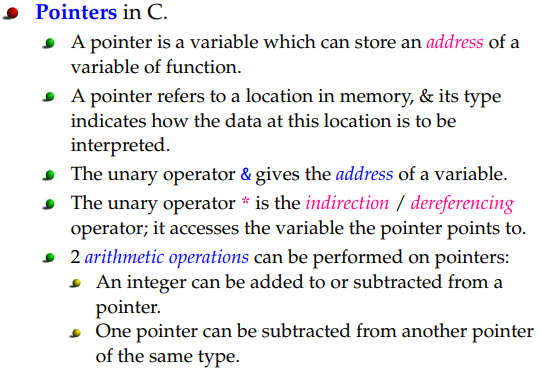 Pointers in C.
A pointer is a variable which can store an address of a
variable of function.
A pointer refers to a location in memory, & its type
indicates how the data at this location is to be
interpreted.
The unary operator & gives the address of a variable.
The unary operator * is the indirection / dereferencing
operator; it accesses the variable the pointer points to.
2 arithmetic operations can be performed on pointers:
An integer can be added to or subtracted from a
pointer.
One pointer can be subtracted from another pointer
of the same type.